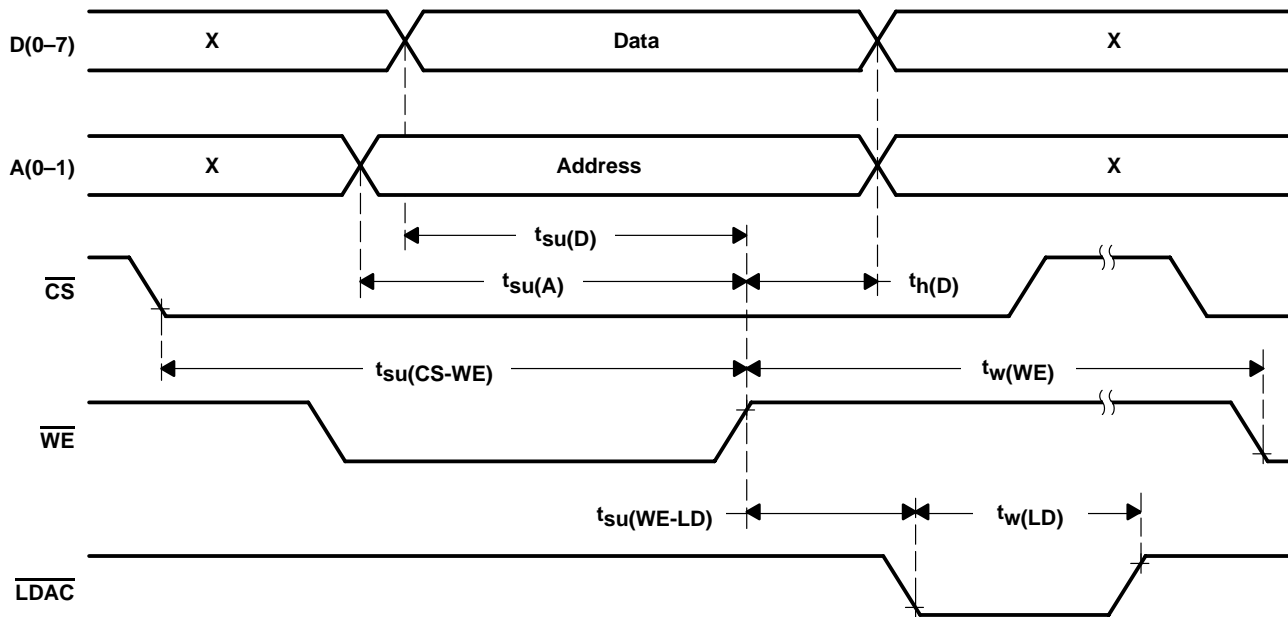 D(0–7) X Data X
A(0–1) X Address X
tsu(D)
CS tsu(A) th(D)
tsu(CS-WE) tw(WE)
WE
tsu(WE-LD) tw(LD)
LDAC